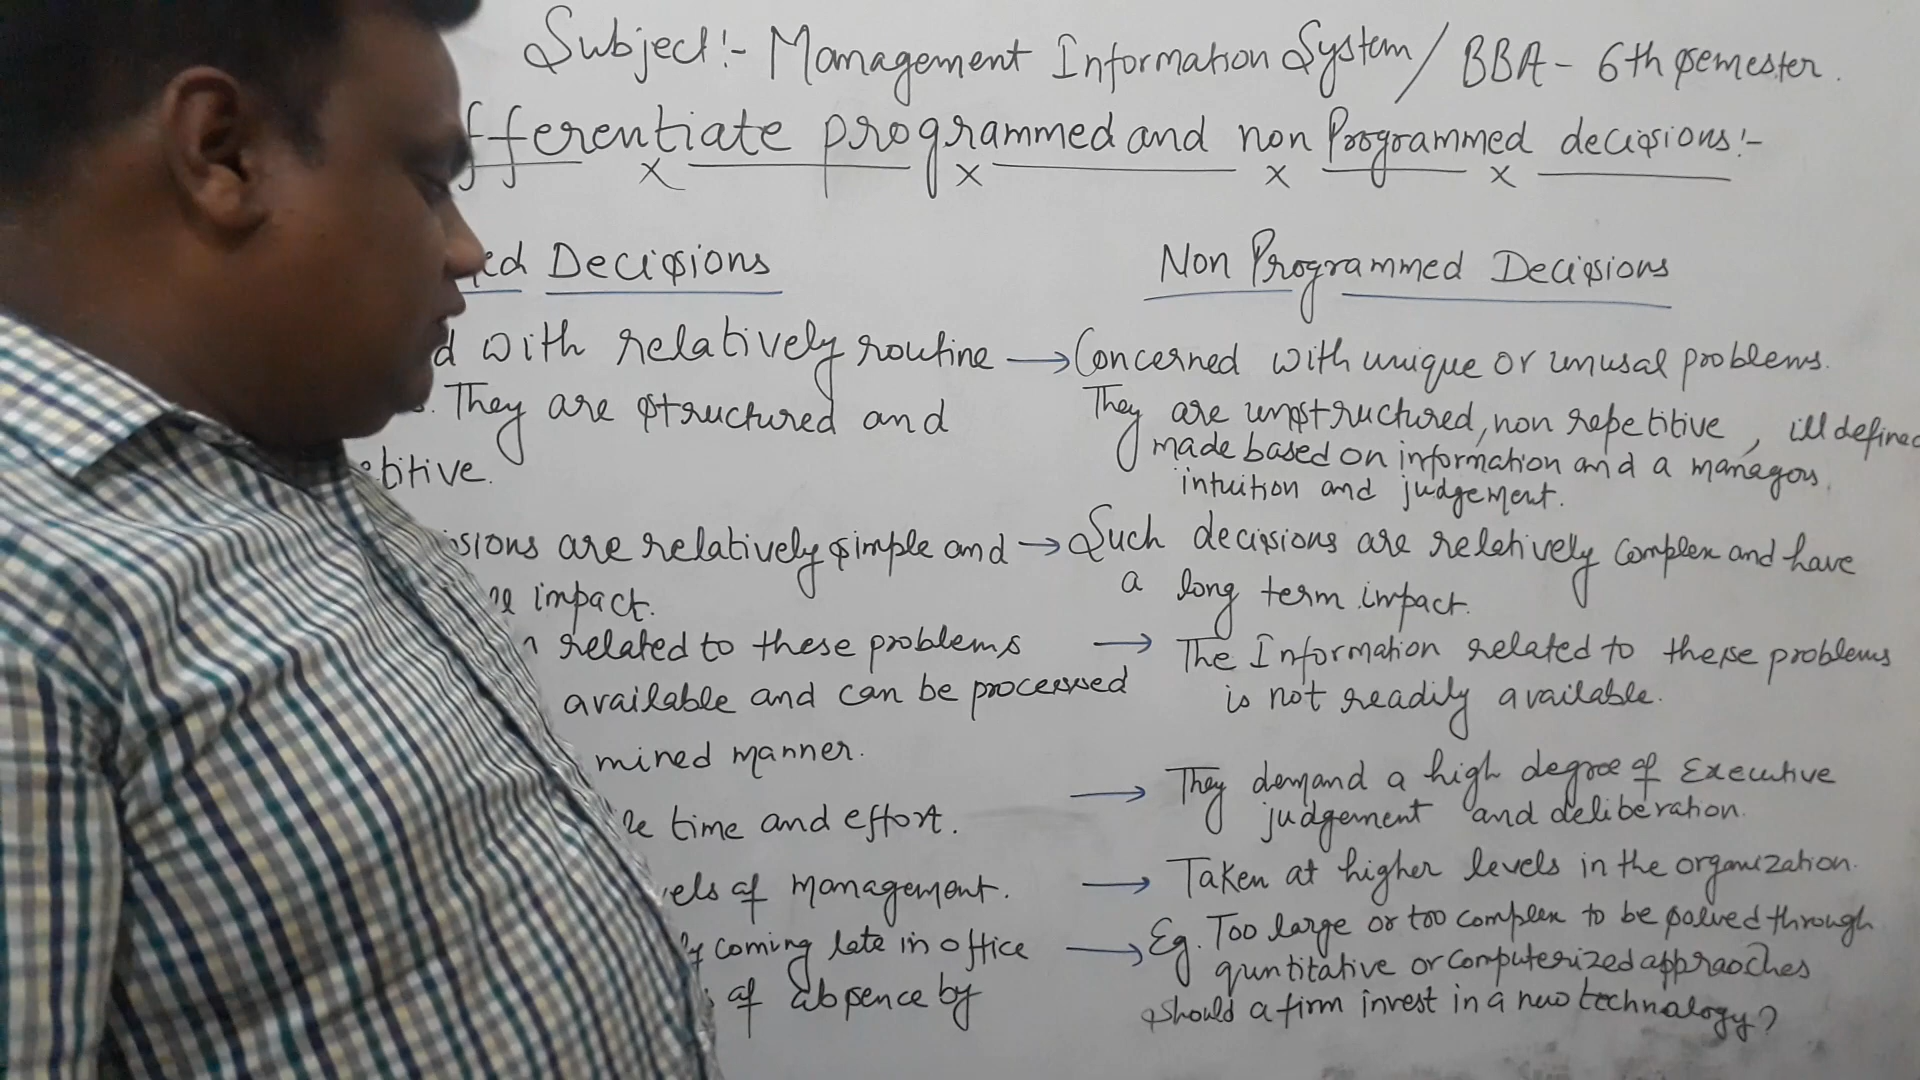 Subject:- Management Information System / BBA - 6th semester.
fferentiate programmed and non Programmed decisions:-
ed Decisions
Non Programmed Decisions
d with relatively routine
They are structured and
etitive.
→ Concerned with unique or unusal problems.
They are unstructured, non repetitive, ill defined
made based on information and a managers
intuition and judgement.
sions are relatively simple and
impact.
→ Such decisions are relatively complex and have
a long term impact.
related to these problems
available and can be processed
mined manner.
→ The Information related to these problems
is not readily available.
time and effort.
→ They demand a high degree of Executive
judgement and deliberation.
els of management.
→ Taken at higher levels in the organization.
coming late in office
of absence by
→ Eg. Too large or too complex to be solved through
quntitative or computerized appraoches
should a firm invest in a new technology?